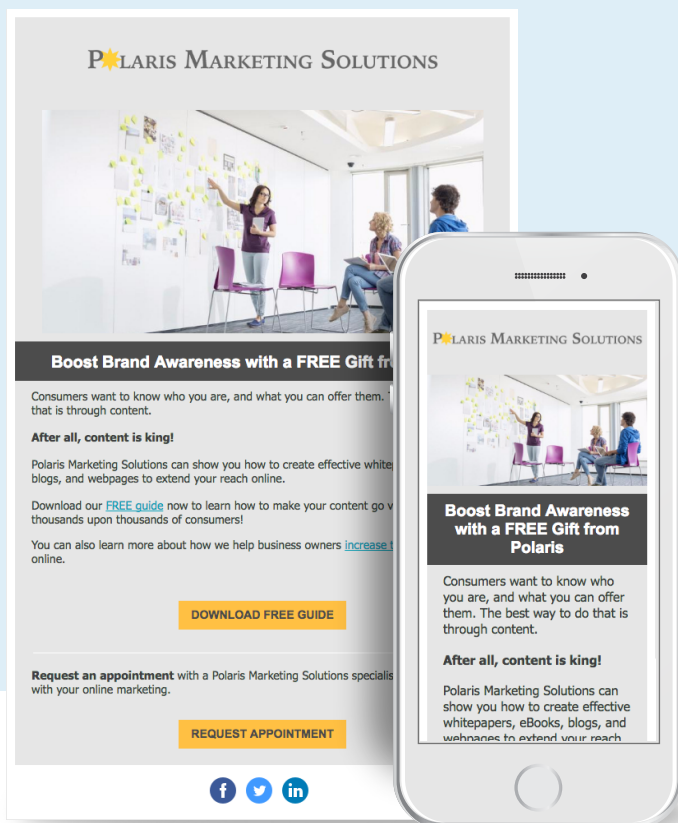 POLARIS MARKETING SOLUTIONS
Boost Brand Awareness with a FREE Gift
Consumers want to know who you are, and what you can offer them.
that is through content.
After all, content is king!
Polaris Marketing Solutions can show you how to create effective
blogs, and webpages to extend your reach online.
Download our FREE guide now to learn how to make your content go
thousands upon thousands of consumers!
You can also learn more about how we help business owners increase
online.
DOWNLOAD FREE GUIDE
Request an appointment with a Polaris Marketing Solutions
with your online marketing.
REQUEST APPOINTMENT
f
in
POLARIS MARKETING SOLUTIONS
Boost Brand Awareness
with a FREE Gift from
Polaris
Consumers want to know who
you are, and what you can offer
them. The best way to do that is
through content.
After all, content is king!
Polaris Marketing Solutions can
show you how to create effective
whitepapers, eBooks, blogs, and
webpages to extend your reach